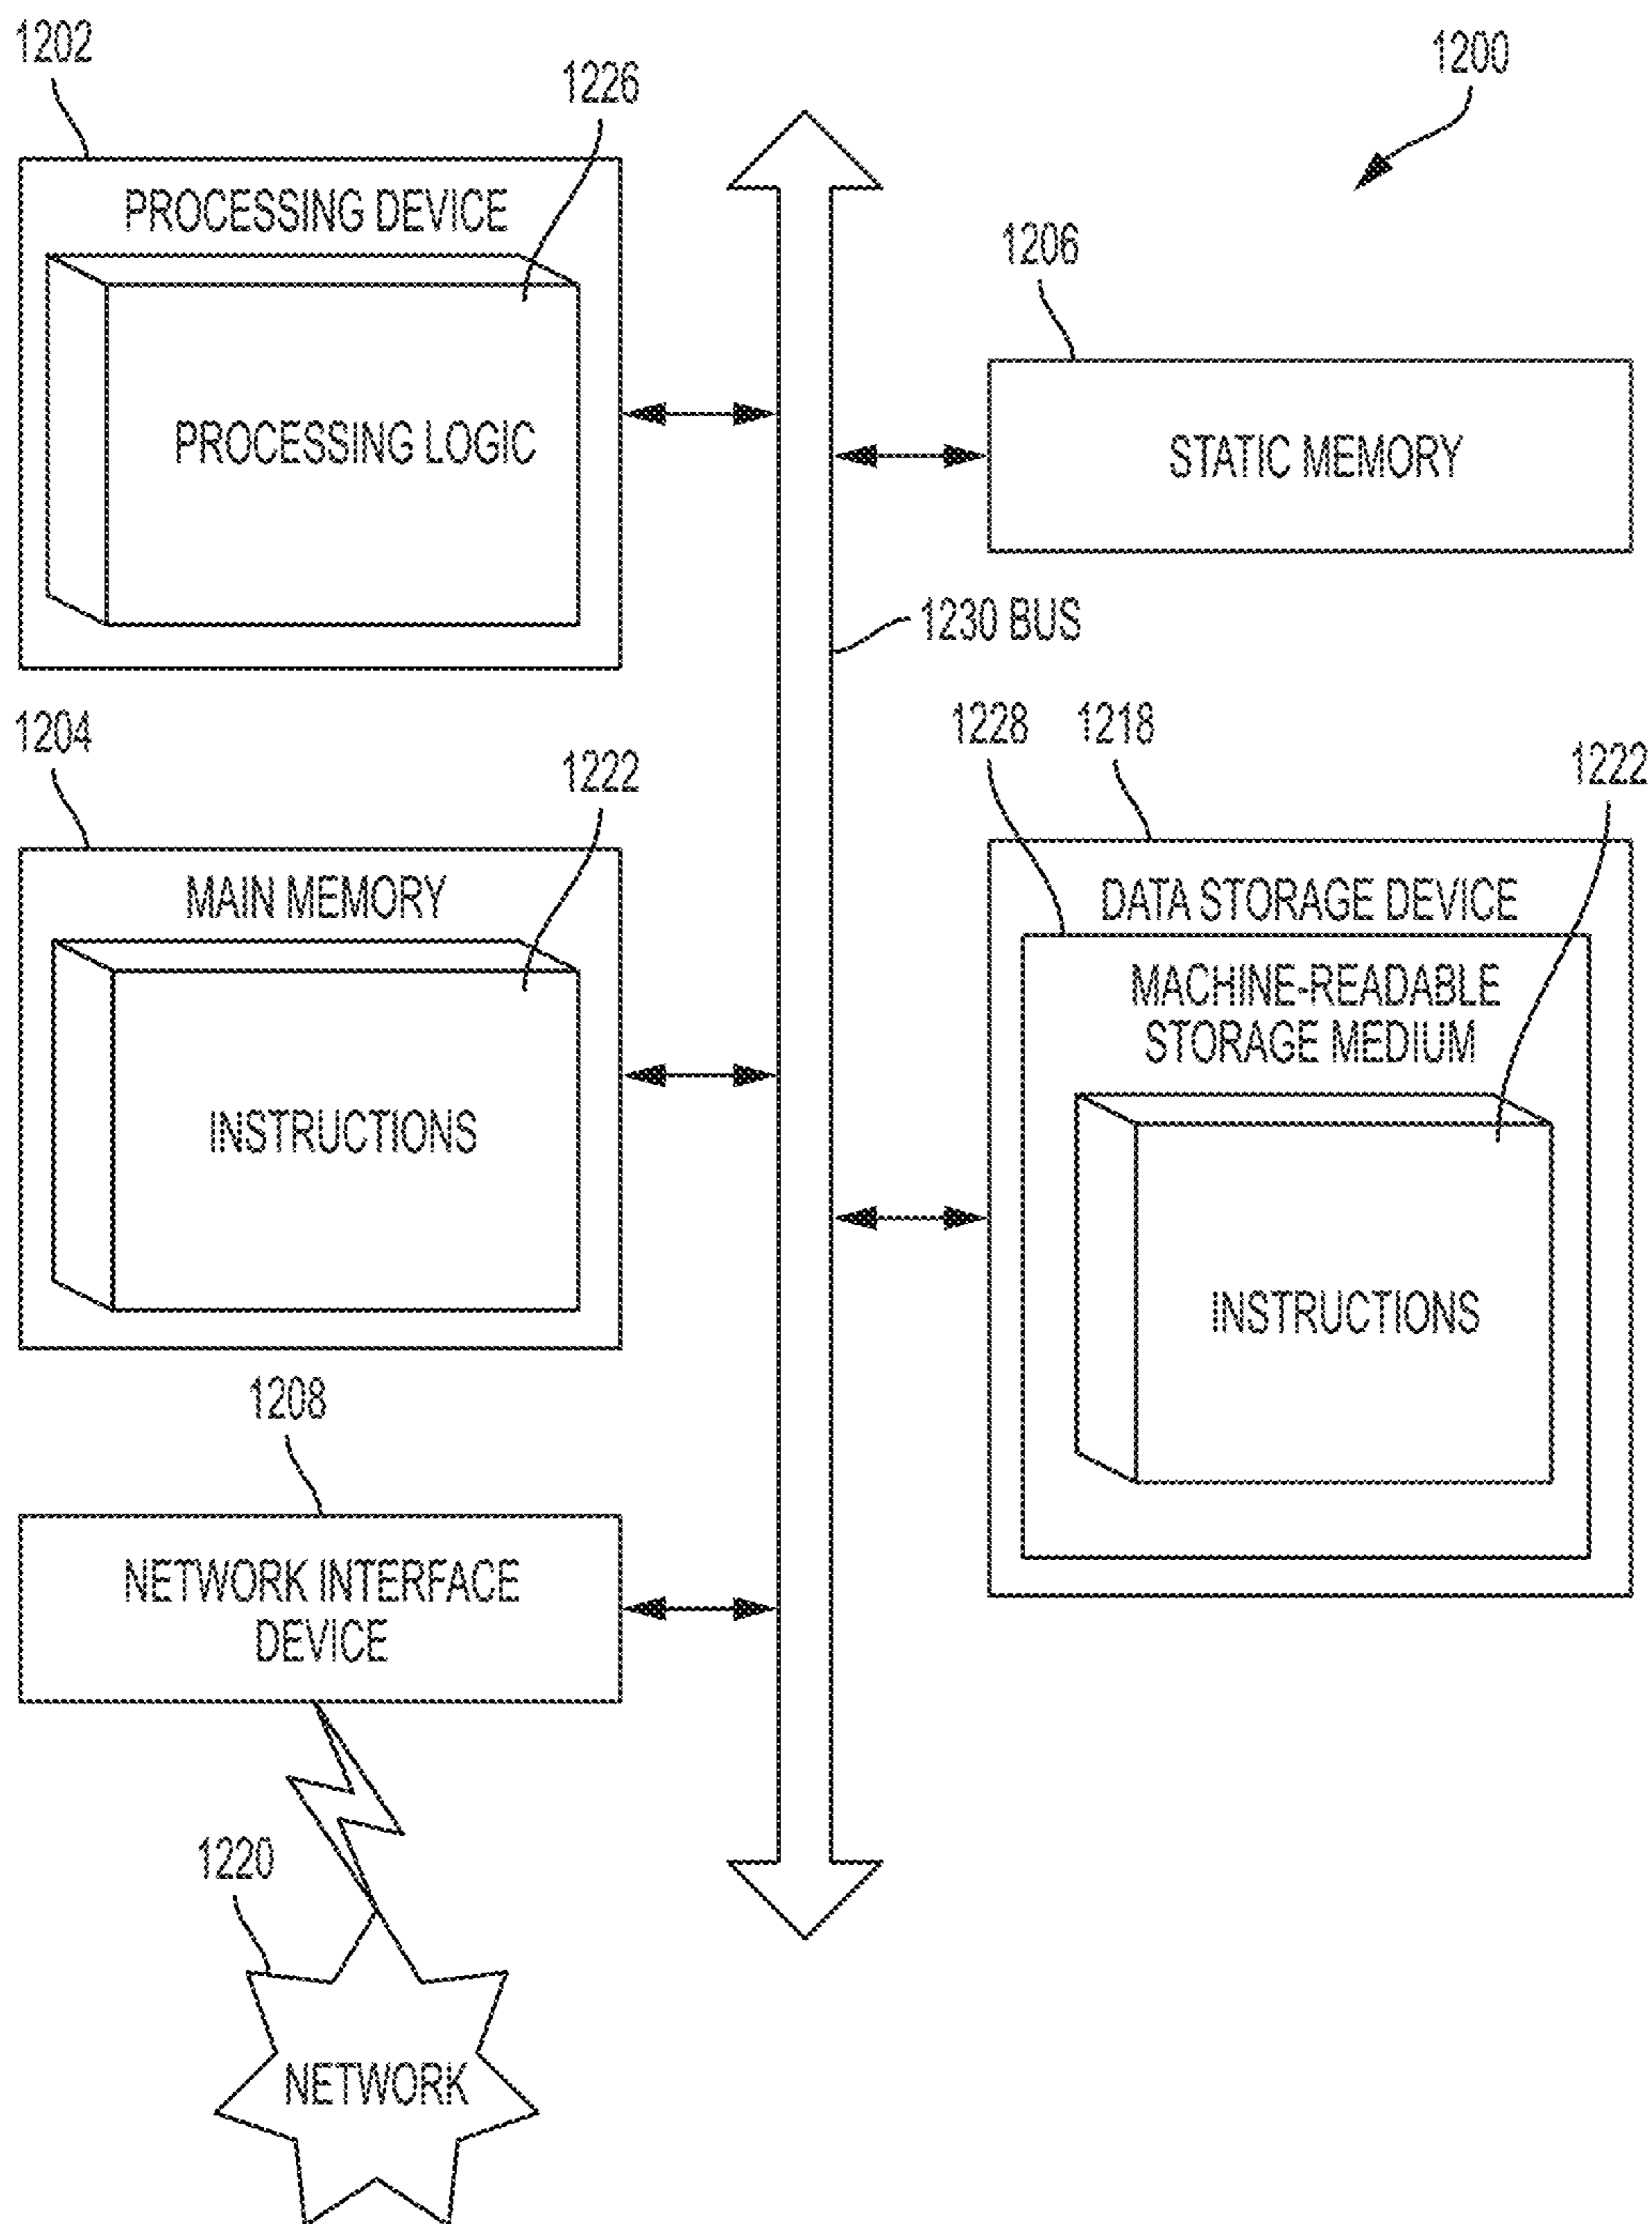 1202
1226
1200
PROCESSING DEVICE
1206
PROCESSING LOGIC
STATIC MEMORY
1230 BUS
1204
1222
1228
1218
1222
MAIN MEMORY
DATA STORAGE DEVICE
MACHINE-READABLE
STORAGE MEDIUM
INSTRUCTIONS
INSTRUCTIONS
1208
NETWORK INTERFACE
DEVICE
1220
NETWORK